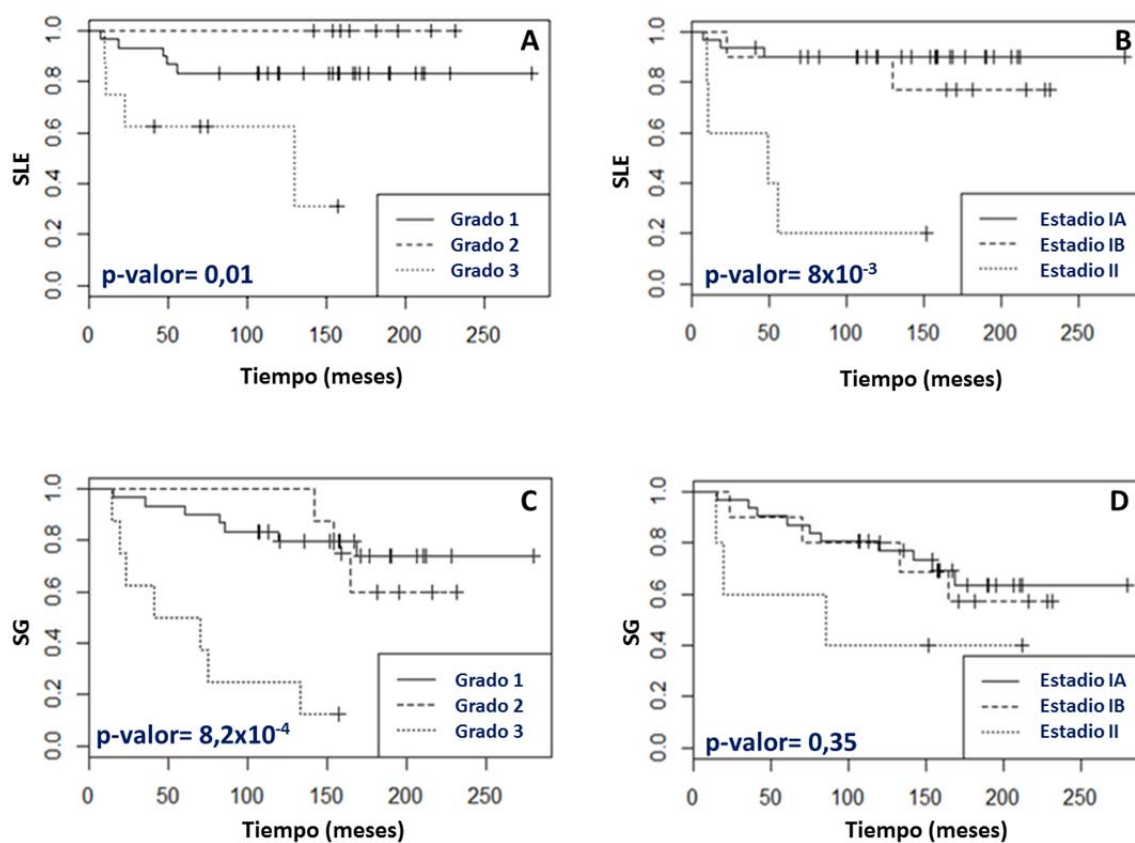 A
SLE
1.0
0.8
0.6
0.4
0.2
0.0
Grado 1
Grado 2
Grado 3
p-valor= 0,01
0 50 100 150 200 250
Tiempo (meses)
B
SLE
1.0
0.8
0.6
0.4
0.2
0.0
Estadio IA
Estadio IB
Estadio II
p-valor= 8x10⁻³
0 50 100 150 200 250
Tiempo (meses)
C
SG
1.0
0.8
0.6
0.4
0.2
0.0
Grado 1
Grado 2
Grado 3
p-valor= 8,2x10⁻⁴
0 50 100 150 200 250
Tiempo (meses)
D
SG
1.0
0.8
0.6
0.4
0.2
0.0
Estadio IA
Estadio IB
Estadio II
p-valor= 0,35
0 50 100 150 200 250
Tiempo (meses)